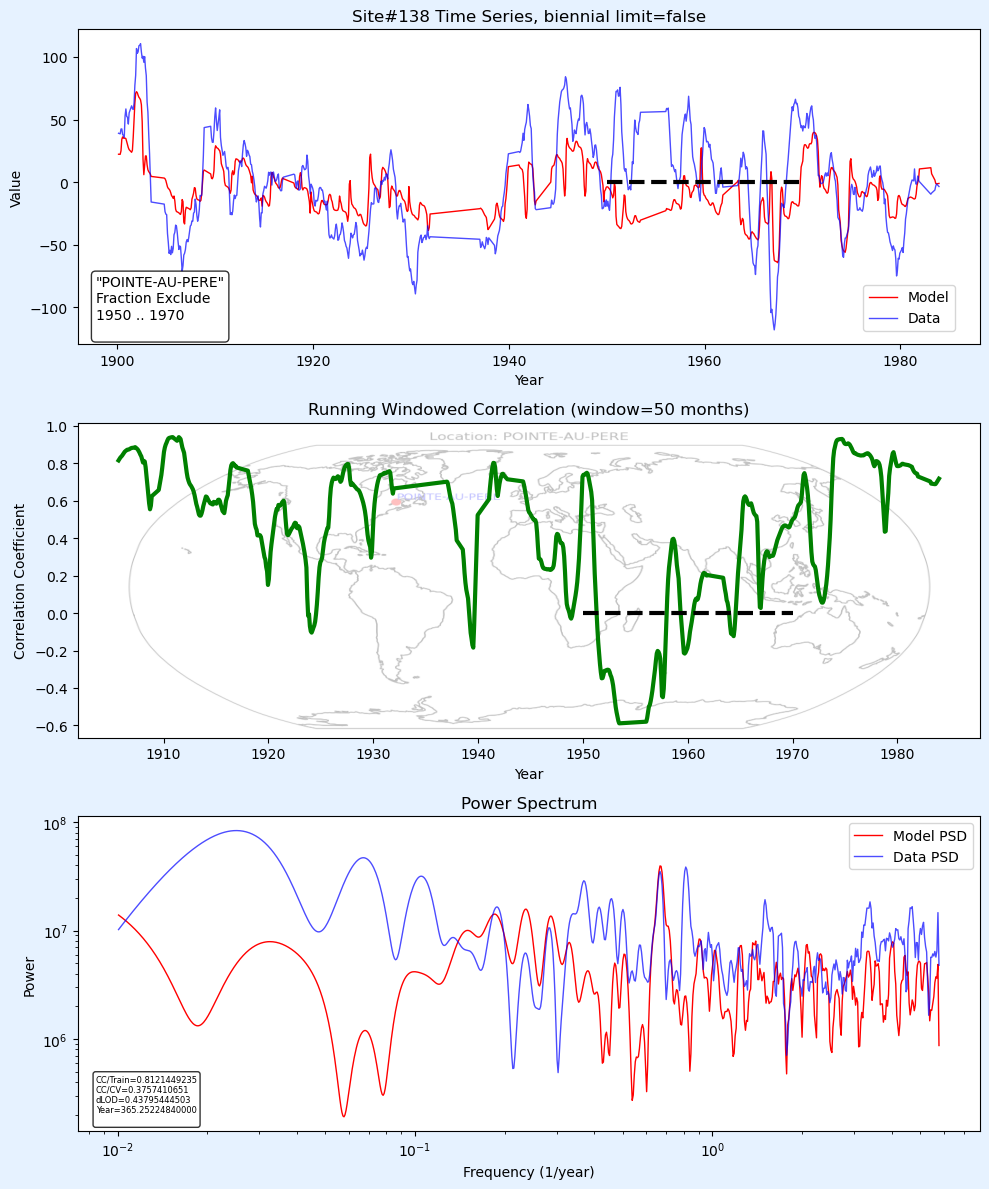 Site#138 Time Series, biennial limit=false
Value
100
50
0
−50
−100
"POINTE-AU-PERE"
Fraction Exclude
1950 .. 1970
Model
Data
1900
1920
1940
1960
1980
Year
Running Windowed Correlation (window=50 months)
Correlation Coefficient
1.0
0.8
0.6
0.4
0.2
0.0
−0.2
−0.4
−0.6
Location: POINTE-AU-PERE
POINTE-AU-PERE
1910
1920
1930
1940
1950
1960
1970
1980
Year
Power Spectrum
Power
10⁸
10⁷
10⁶
Model PSD
Data PSD
CC/Train=0.8121449235
CC/CV=0.3757410651
dLOD=0.43795444503
Year=365.25224840000
10⁻²
10⁻¹
10⁰
Frequency (1/year)